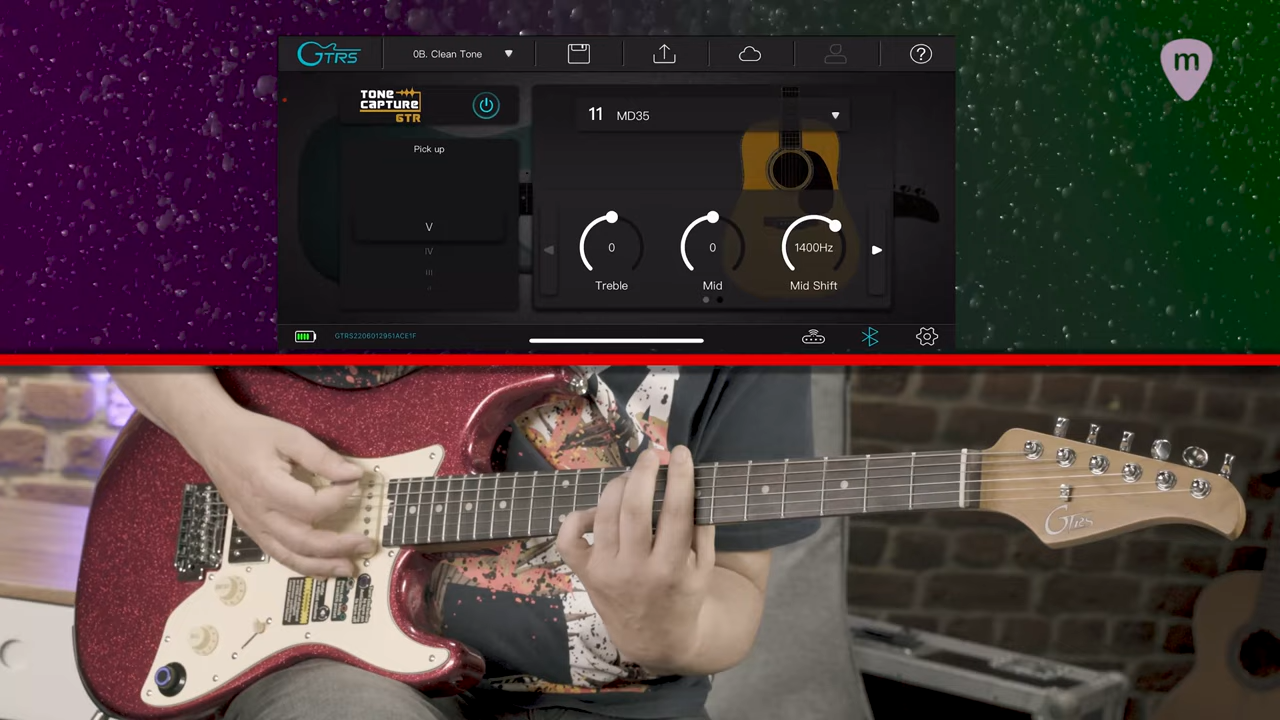 GTRS
0B. Clean Tone
?
m
TONE
CAPTURE
GTR
11 MD35
Pick up
V
IV
III
0
0
1400Hz
Treble
Mid
Mid Shift
GTRS2206012951ACE1F
GTRS